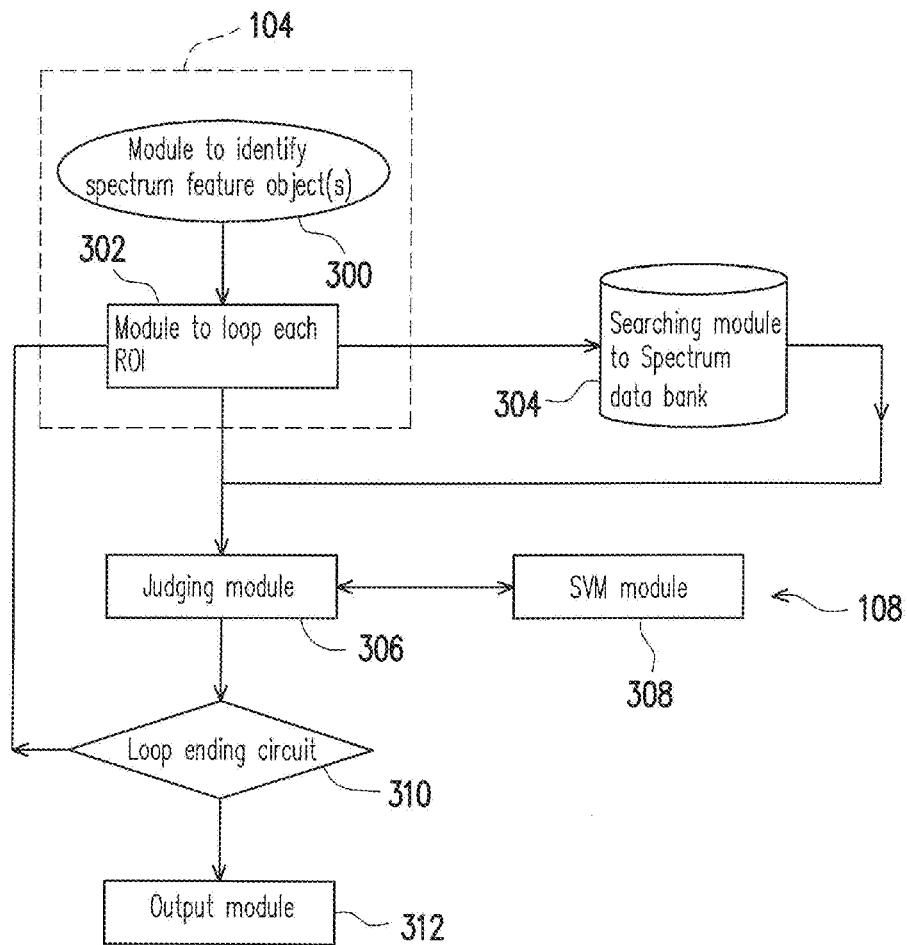 104
Module to identify
spectrum feature object(s)
300
302
Module to loop each
ROI
Searching module
to Spectrum
data bank
304
Judging module
306
SVM module
308
108
Loop ending circuit
310
Output module
312